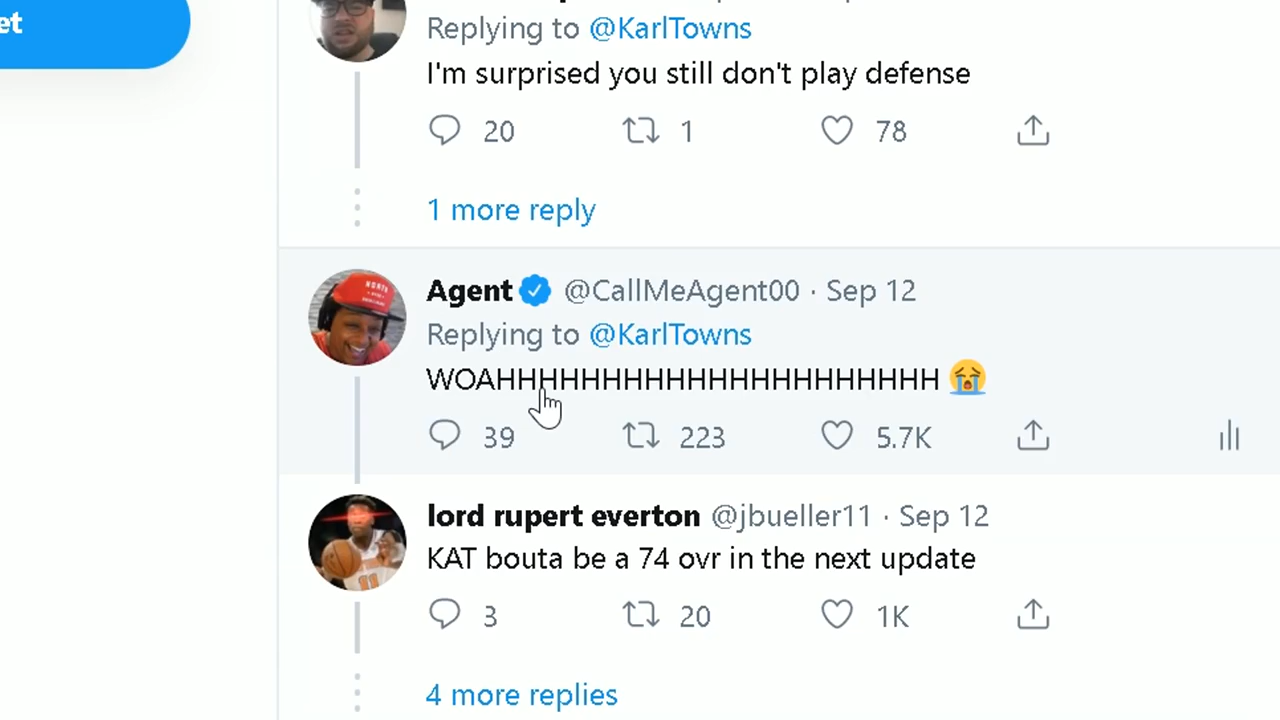 et
Replying to @KarlTowns
I'm surprised you still don't play defense
20 1 78
1 more reply
Agent @CallMeAgent00 · Sep 12
Replying to @KarlTowns
WOAHHHHHHHHHHHHHHHHHHHHH 😭
39 223 5.7K
lord rupert everton @jbueller11 · Sep 12
KAT bouta be a 74 ovr in the next update
3 20 1K
4 more replies